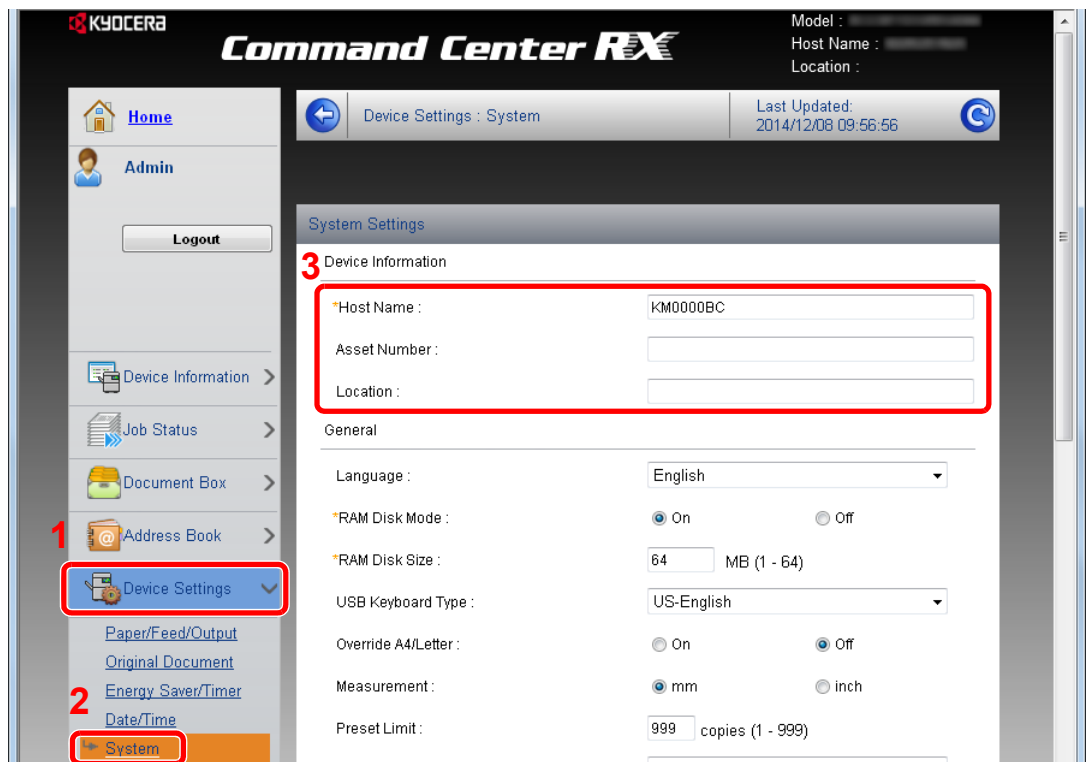 KYOCERA
Command Center RX
Model :
Host Name :
Location :
Home
Device Settings : System
Last Updated:
2014/12/08 09:56:56
Admin
Logout
System Settings
3
Device Information
*Host Name :
KM0000BC
Asset Number :
Location :
General
Language :
English
*RAM Disk Mode :
On
Off
*RAM Disk Size :
64
MB (1 - 64)
USB Keyboard Type :
US-English
Override A4/Letter :
On
Off
Measurement :
mm
inch
Preset Limit :
999
copies (1 - 999)
Device Information
Job Status
Document Box
1
Address Book
Device Settings
Paper/Feed/Output
Original Document
Energy Saver/Timer
2
Date/Time
System